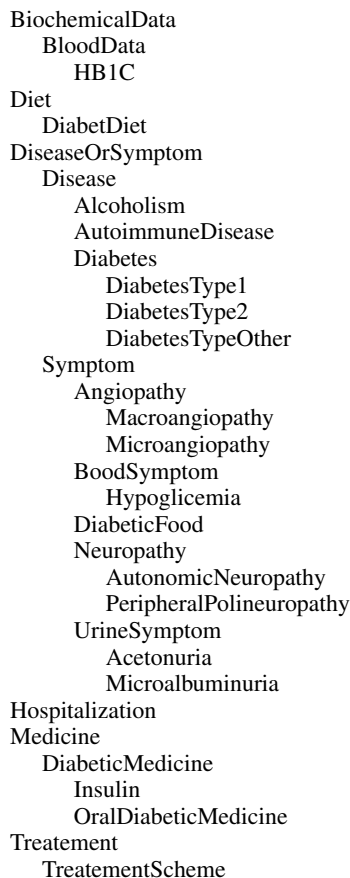 BiochemicalData
BloodData
HB1C
Diet
DiabetDiet
DiseaseOrSymptom
Disease
Alcoholism
AutoimmuneDisease
Diabetes
DiabetesType1
DiabetesType2
DiabetesTypeOther
Symptom
Angiopathy
Macroangiopathy
Microangiopathy
BoodSymptom
Hypoglicemia
DiabeticFood
Neuropathy
AutonomicNeuropathy
PeripheralPolineuropathy
UrineSymptom
Acetonuria
Microalbuminuria
Hospitalization
Medicine
DiabeticMedicine
Insulin
OralDiabeticMedicine
Treatement
TreatementScheme